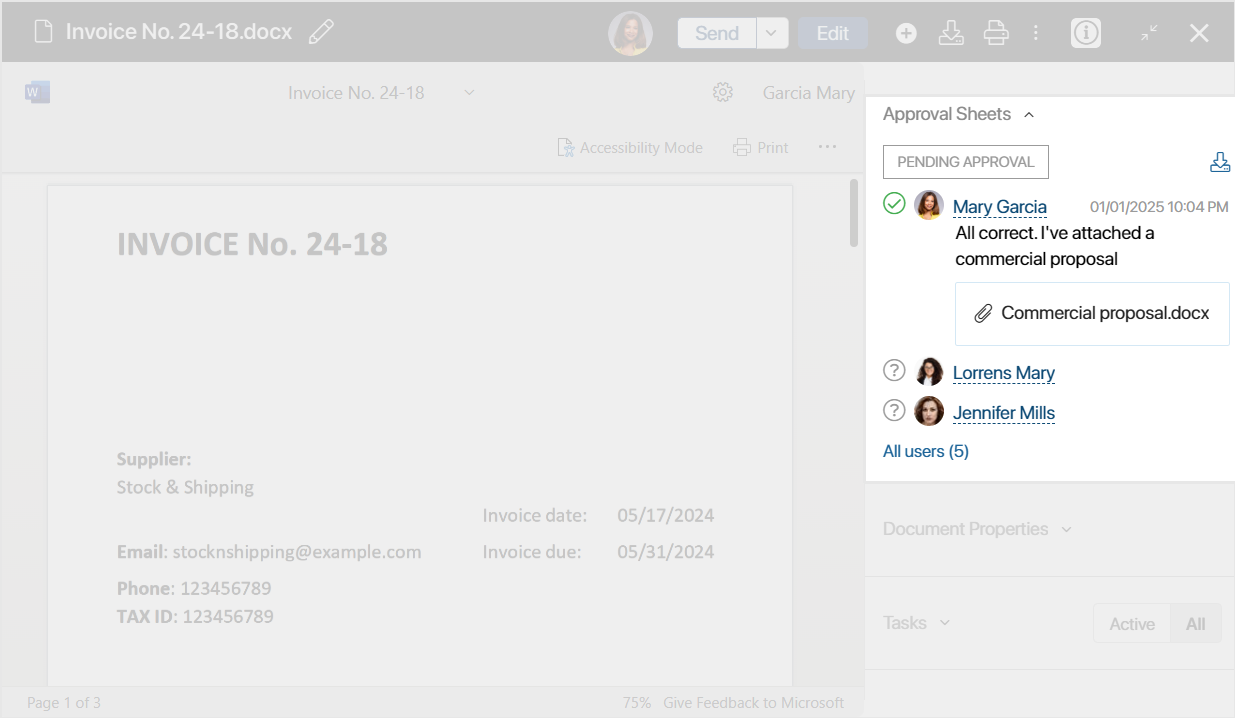 Invoice No. 24-18.docx
Send
Edit
W
Invoice No. 24-18
Garcia Mary
Accessibility Mode
Print
INVOICE No. 24-18
Supplier:
Stock & Shipping
Invoice date: 05/17/2024
Email: stocknshipping@example.com
Invoice due: 05/31/2024
Phone: 123456789
TAX ID: 123456789
Page 1 of 3
75%
Give Feedback to Microsoft
Approval Sheets
PENDING APPROVAL
Mary Garcia
01/01/2025 10:04 PM
All correct. I've attached a
commercial proposal
Commercial proposal.docx
Lorrens Mary
Jennifer Mills
All users (5)
Document Properties
Tasks
Active
All